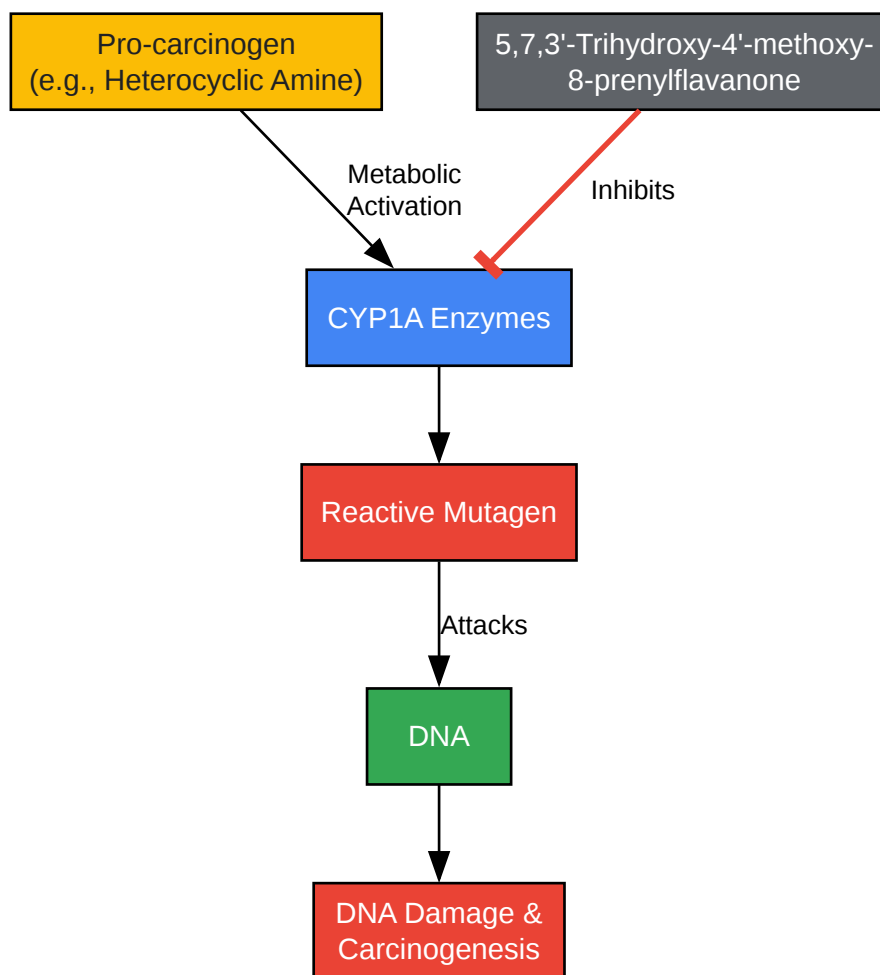 Pro-carcinogen
(e.g., Heterocyclic Amine)
5,7,3'-Trihydroxy-4'-methoxy-
8-prenylflavanone
Metabolic
Activation
Inhibits
CYP1A Enzymes
Reactive Mutagen
Attacks
DNA
DNA Damage &
Carcinogenesis